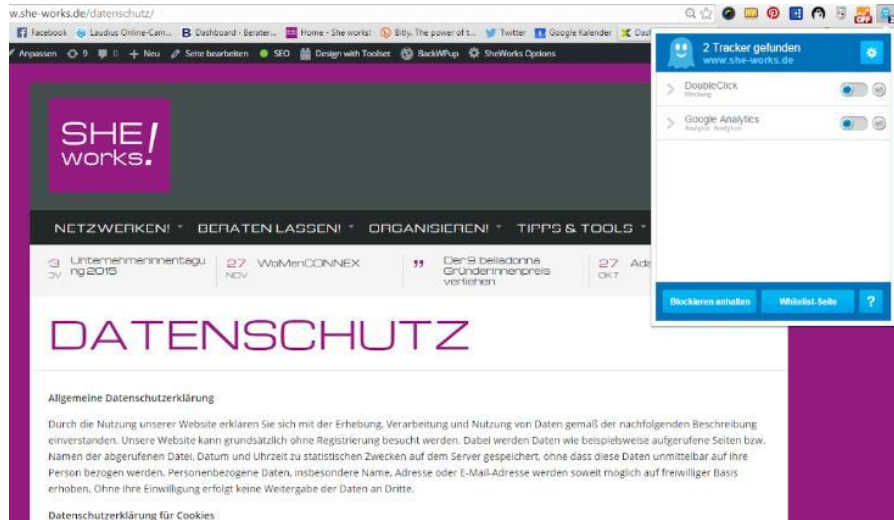 w.she-works.de/datenschutz/
Facebook Laudius Online-Cam... Dashboard - Berater... Home - She works! Bitly. The power of t... Twitter Google Kalender Das
Anpassen 9 0 Neu Seite bearbeiten SEO Design with Toolset BackWPup SheWorks Options
2 Tracker gefunden
www.she-works.de
DoubleClick
Werbung
Google Analytics
SHE!
works
NETZWERKEN! BERATEN LASSEN! ORGANISIEREN! TIPPS & TOOLS
Unternehmerinnentagu
ng 2015
27 NOV
WoMenCONNEX
Der 9. belladonna
Gründerinnenpreis
verliehen
27 OKT
Ada
Blockieren anhalten Whitelist-Seite ?
DATENSCHUTZ
Allgemeine Datenschutzerklärung
Durch die Nutzung unserer Website erklären Sie sich mit der Erhebung, Verarbeitung und Nutzung von Daten gemäß der nachfolgenden Beschreibung
einverstanden. Unsere Website kann grundsätzlich ohne Registrierung besucht werden. Dabei werden Daten wie beispielsweise aufgerufene Seiten bzw.
Namen der abgerufenen Datei, Datum und Uhrzeit zu statistischen Zwecken auf dem Server gespeichert, ohne dass diese Daten unmittelbar auf Ihre
Person bezogen werden. Personenbezogene Daten, insbesondere Name, Adresse oder E-Mail-Adresse werden soweit möglich auf freiwilliger Basis
erhoben. Ohne Ihre Einwilligung erfolgt keine Weitergabe der Daten an Dritte.
Datenschutzerklärung für Cookies